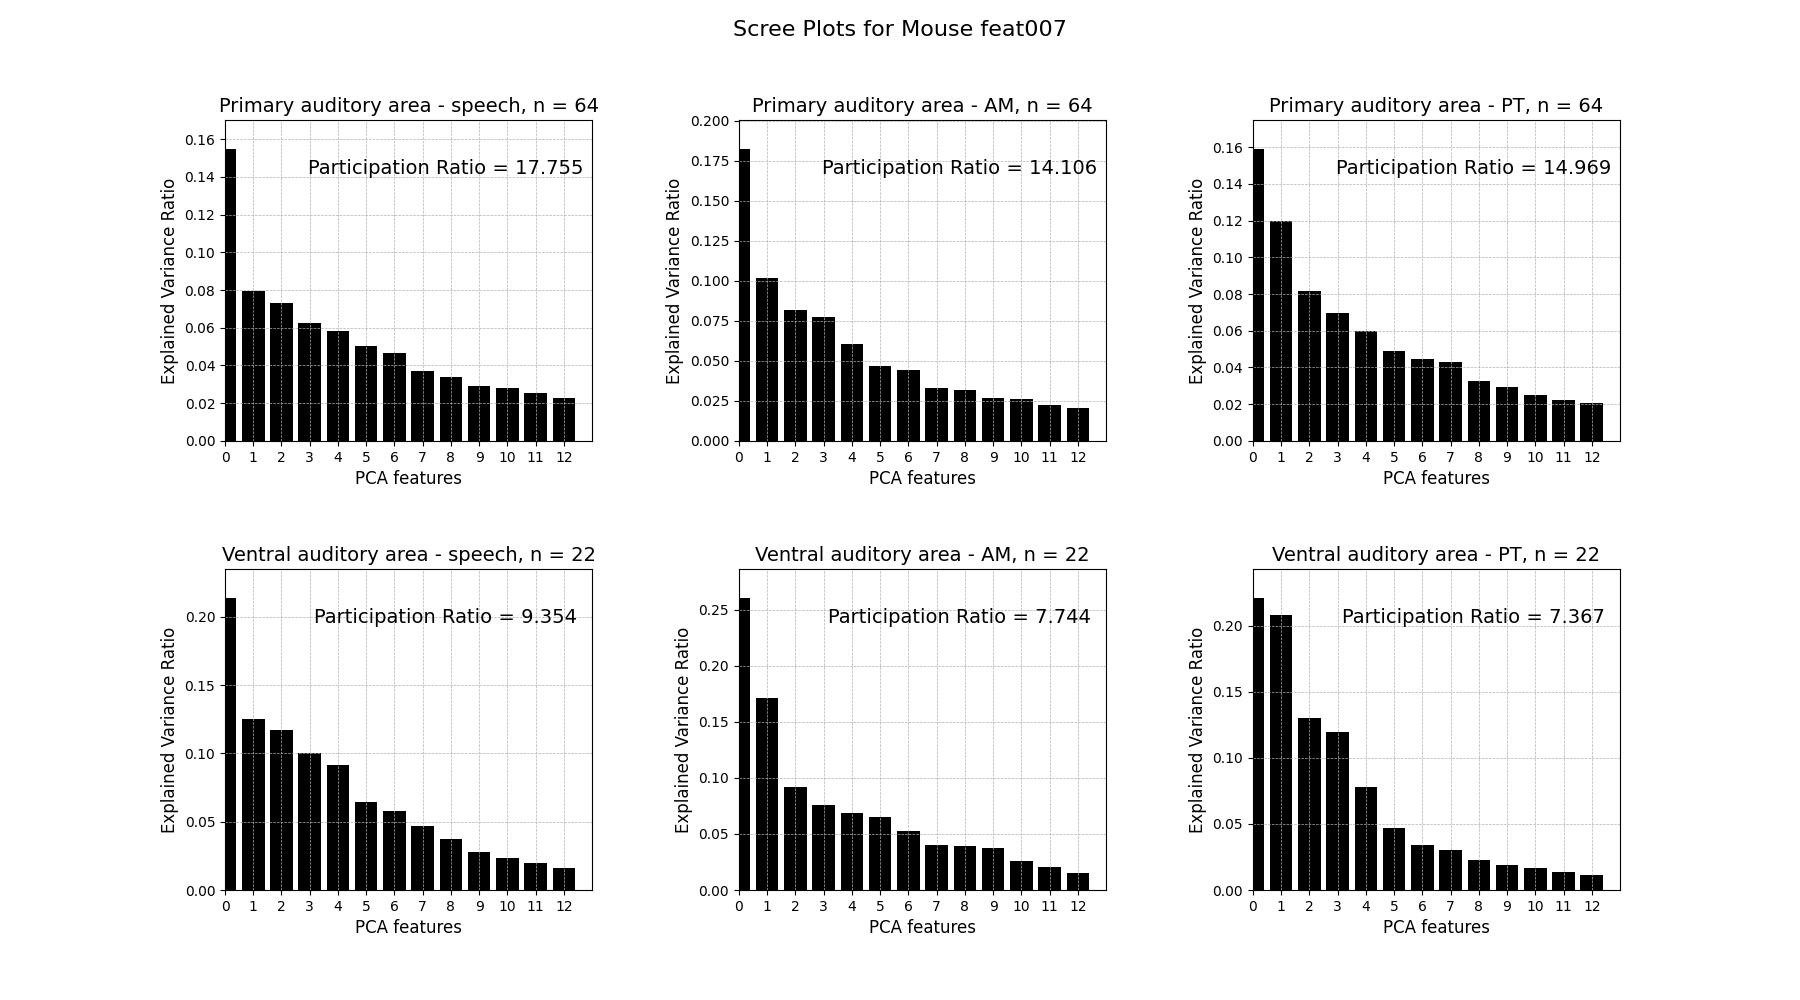 Scree Plots for Mouse feat007
Primary auditory area - speech, n = 64
Participation Ratio = 17.755
Explained Variance Ratio
0.16
0.14
0.12
0.10
0.08
0.06
0.04
0.02
0.00
0 1 2 3 4 5 6 7 8 9 10 11 12
PCA features
Primary auditory area - AM, n = 64
Participation Ratio = 14.106
Explained Variance Ratio
0.200
0.175
0.150
0.125
0.100
0.075
0.050
0.025
0.000
0 1 2 3 4 5 6 7 8 9 10 11 12
PCA features
Primary auditory area - PT, n = 64
Participation Ratio = 14.969
Explained Variance Ratio
0.16
0.14
0.12
0.10
0.08
0.06
0.04
0.02
0.00
0 1 2 3 4 5 6 7 8 9 10 11 12
PCA features
Ventral auditory area - speech, n = 22
Participation Ratio = 9.354
Explained Variance Ratio
0.20
0.15
0.10
0.05
0.00
0 1 2 3 4 5 6 7 8 9 10 11 12
PCA features
Ventral auditory area - AM, n = 22
Participation Ratio = 7.744
Explained Variance Ratio
0.25
0.20
0.15
0.10
0.05
0.00
0 1 2 3 4 5 6 7 8 9 10 11 12
PCA features
Ventral auditory area - PT, n = 22
Participation Ratio = 7.367
Explained Variance Ratio
0.20
0.15
0.10
0.05
0.00
0 1 2 3 4 5 6 7 8 9 10 11 12
PCA features